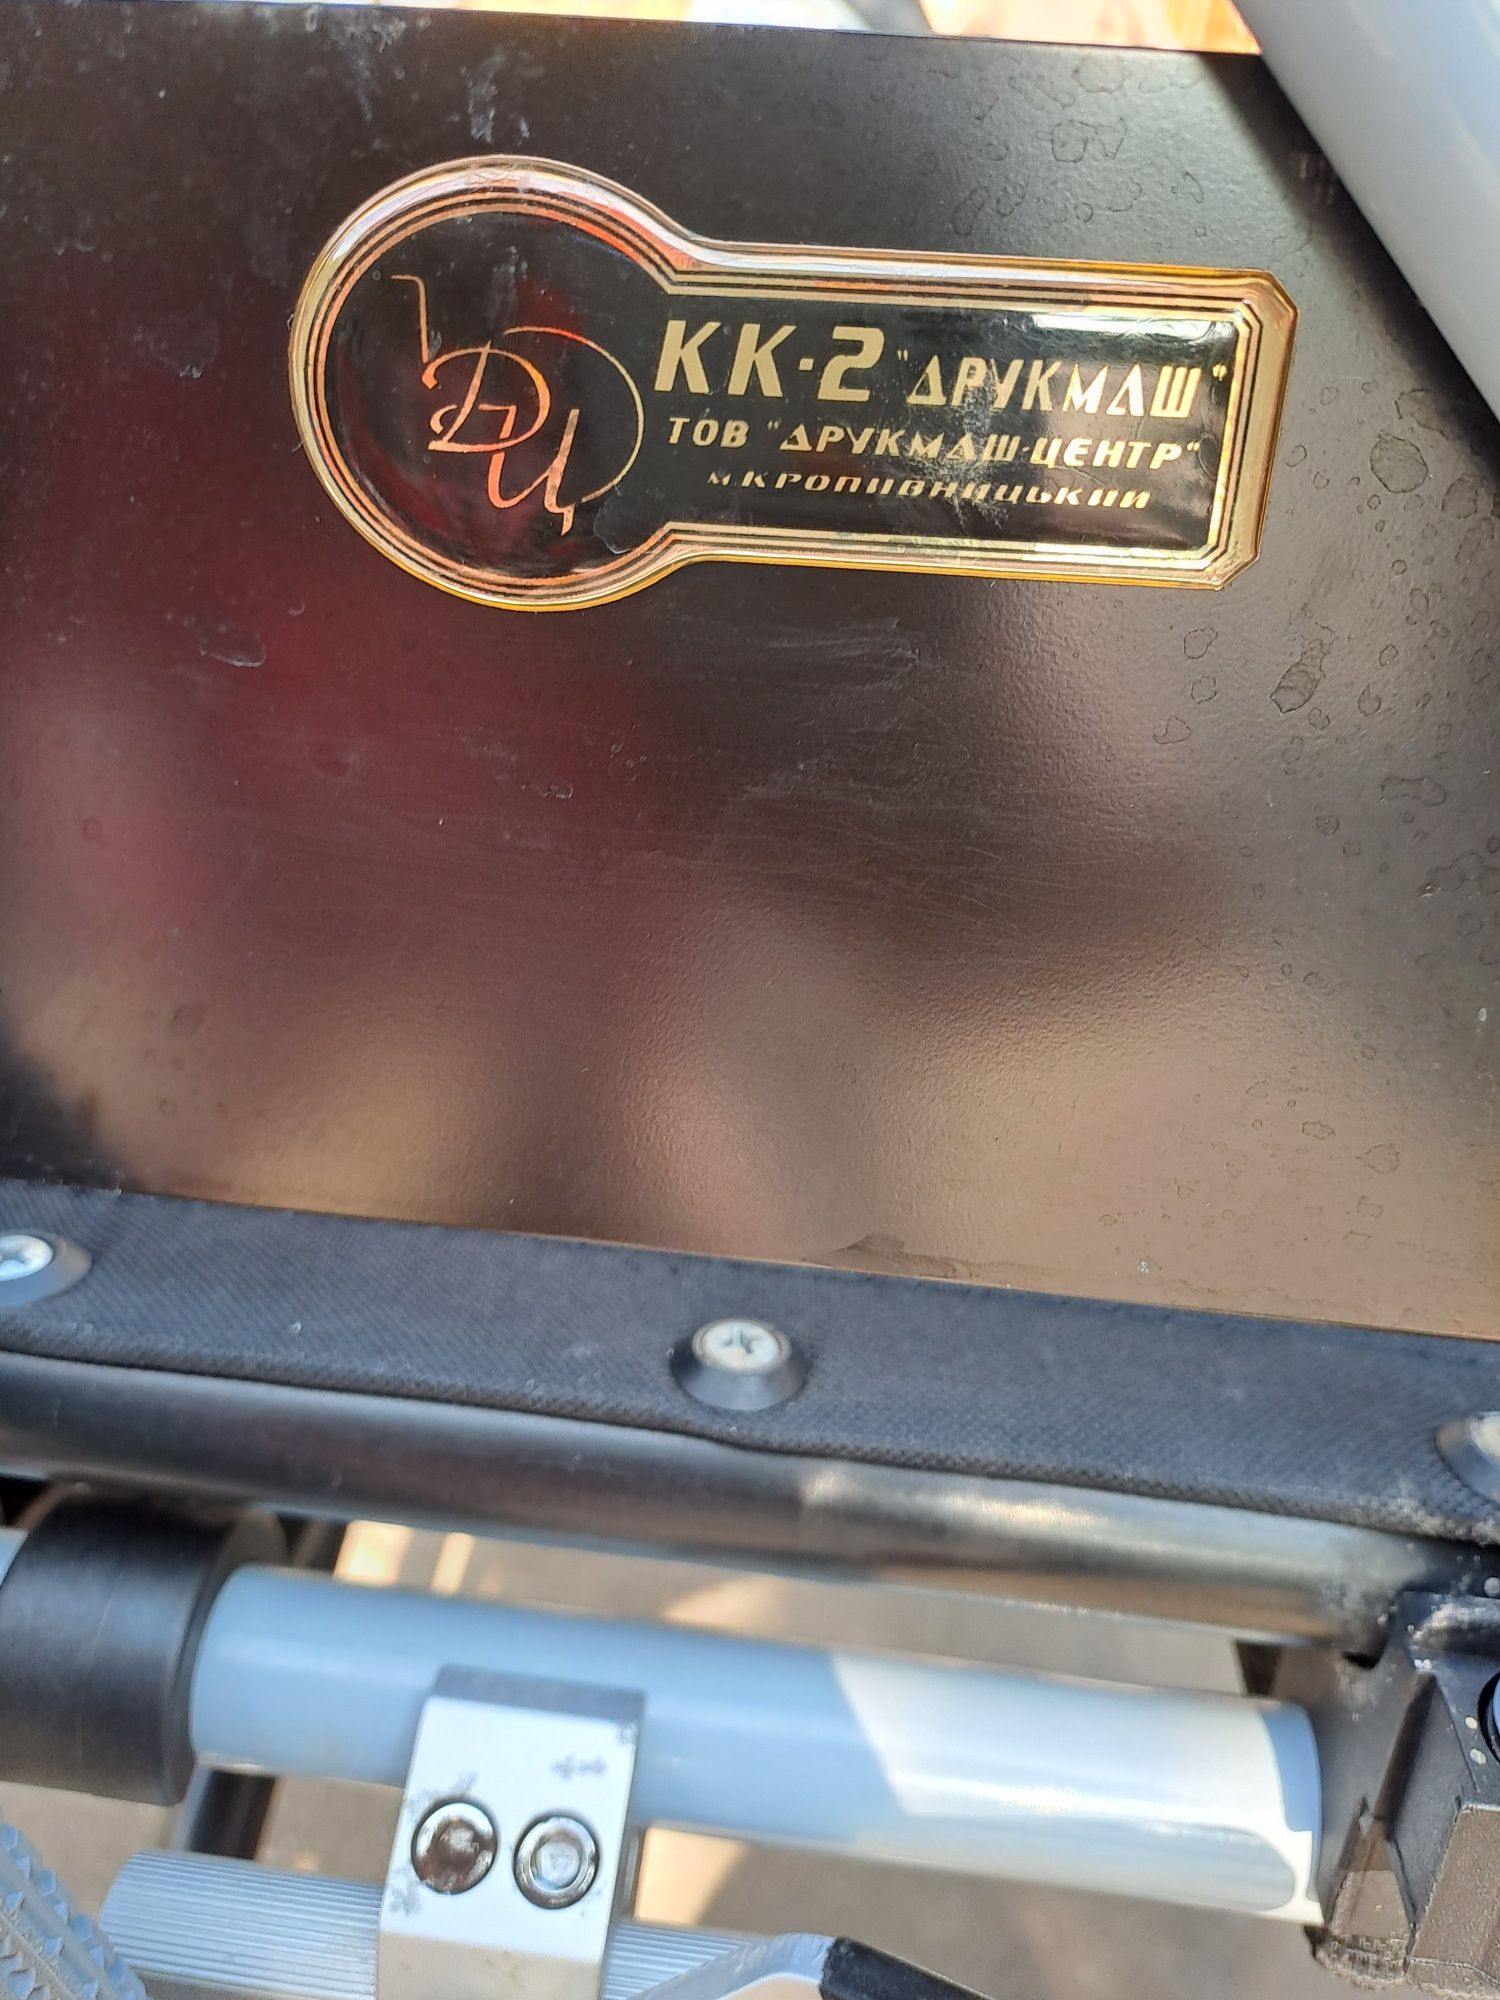 ДЦ
КК-2 "ДРУКМАШ"
ТОВ "ДРУКМАШ-ЦЕНТР"
м.КРОПИВНИЦЬКИЙ